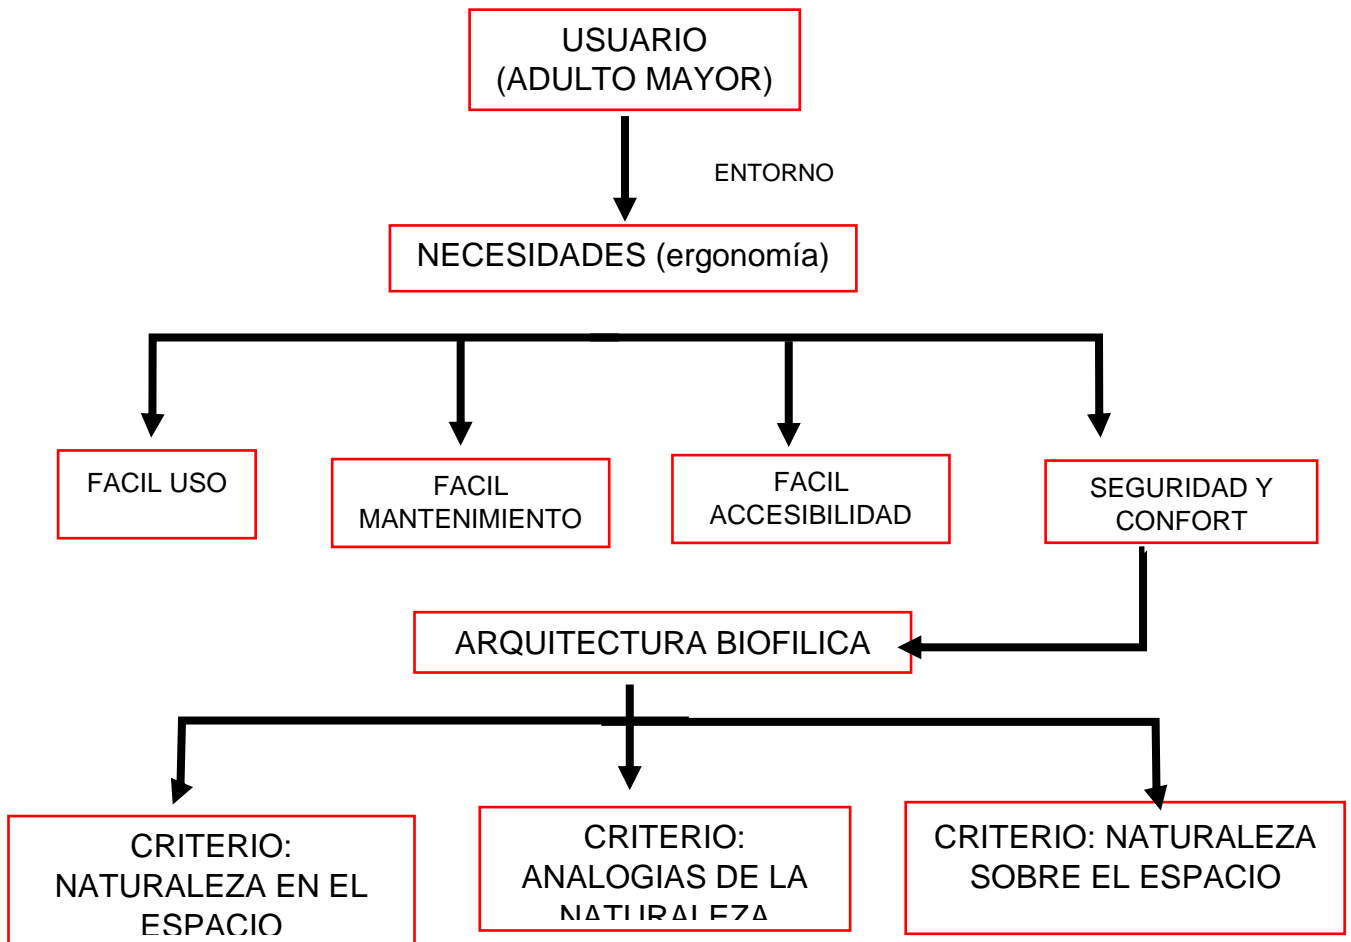 USUARIO
(ADULTO MAYOR)
ENTORNO
NECESIDADES (ergonomía)
FACIL USO
FACIL
MANTENIMIENTO
FACIL
ACCESIBILIDAD
SEGURIDAD Y
CONFORT
ARQUITECTURA BIOFILICA
CRITERIO:
NATURALEZA EN EL
ESPACIO
CRITERIO:
ANALOGIAS DE LA
NATURALEZA
CRITERIO: NATURALEZA
SOBRE EL ESPACIO